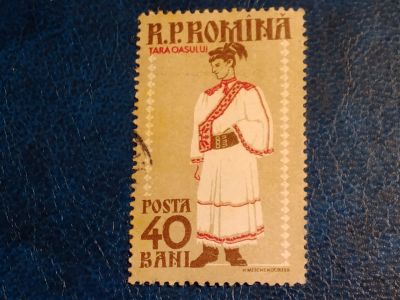 R.P.ROMÎNĂ
ȚARA OAȘULUI
POSTA
40
BANI